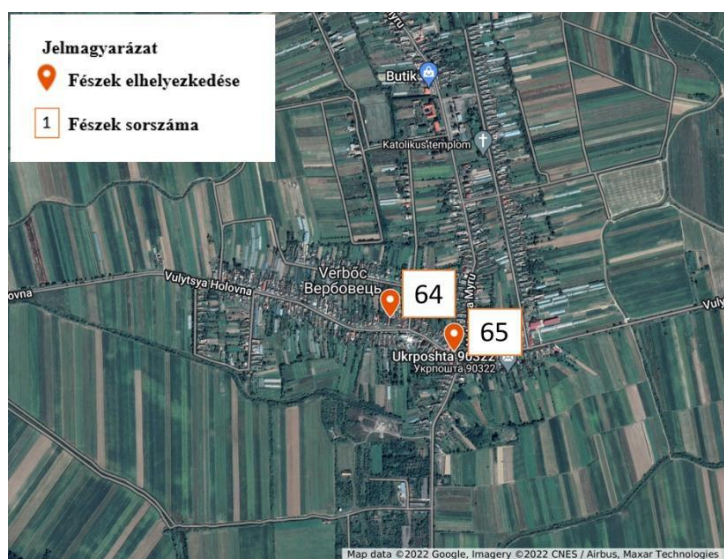 Jelmagyarázat
Fészek elhelyezkedése
1 Fészek sorszáma
Butik
Katolikus templom
Vulytsya Holovna
Verbőc
Вербовець
64
65
Ukrposhta 90322
Укрпошта 90322
Map data ©2022 Google, Imagery ©2022 CNES / Airbus, Maxar Technologies